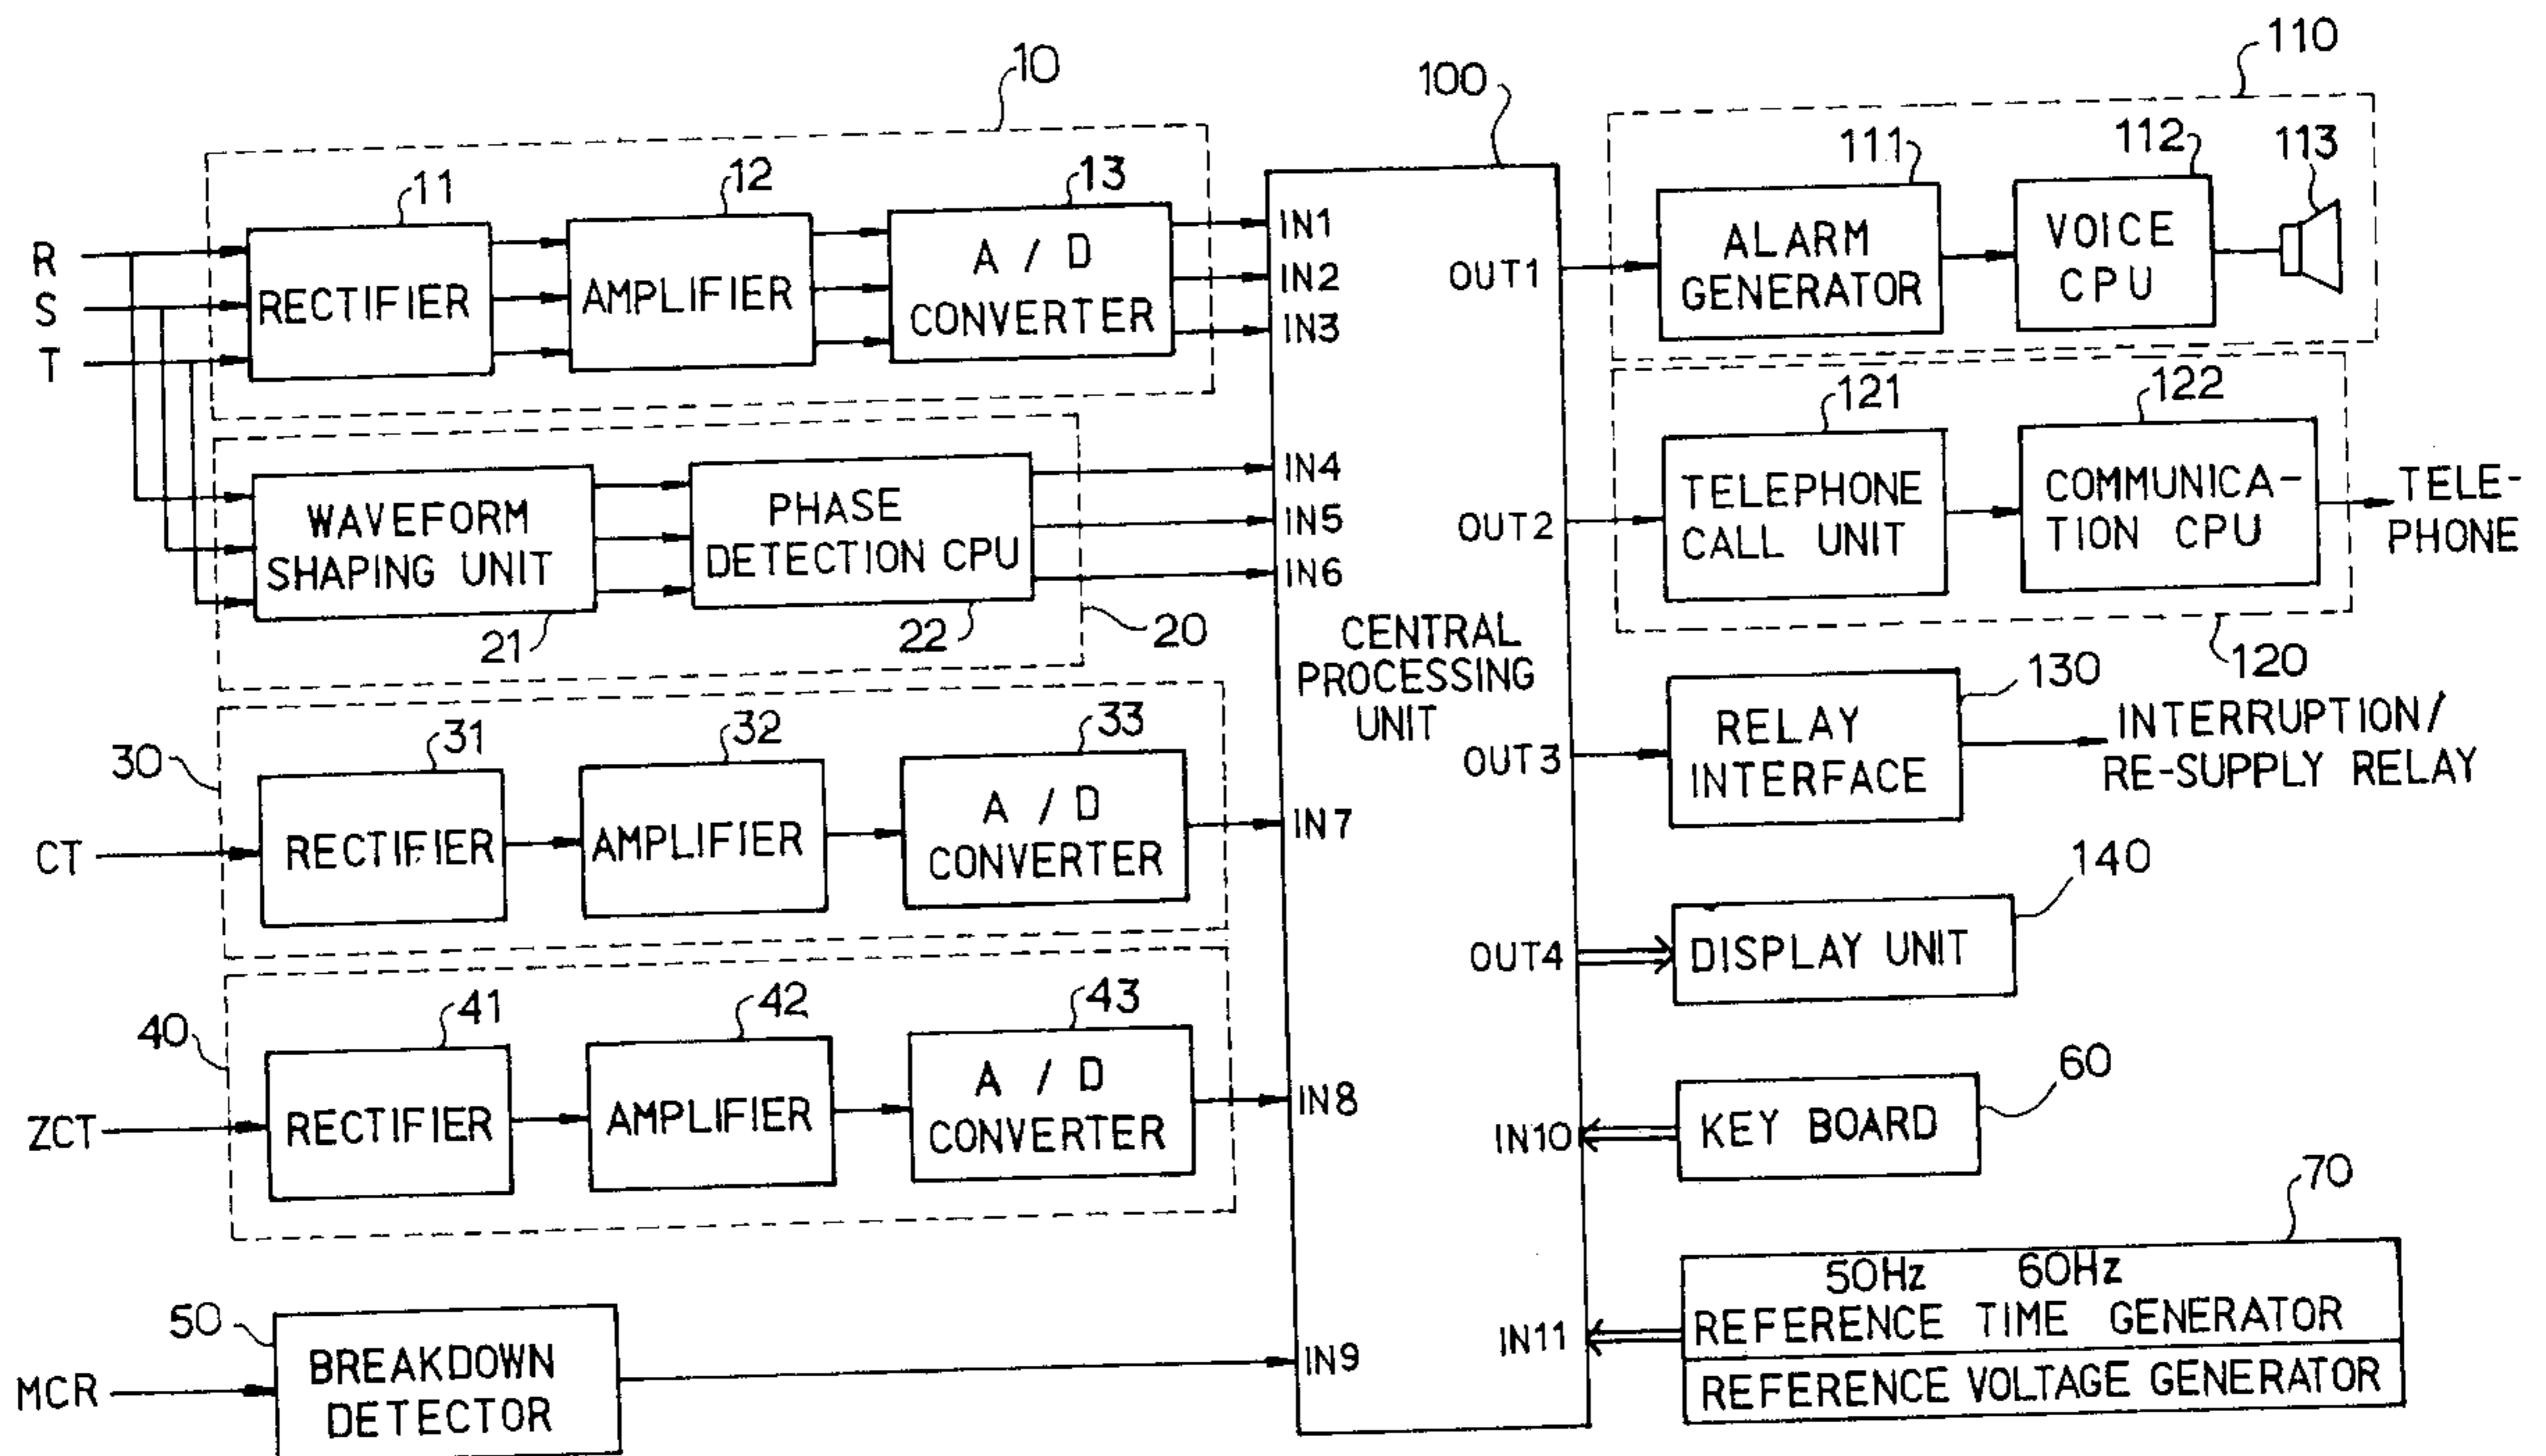 10
100
110
11
12
13
111
112
113
R
S
T
RECTIFIER
AMPLIFIER
A / D
CONVERTER
IN1
IN2
IN3
OUT1
ALARM
GENERATOR
VOICE
CPU
121
122
WAVEFORM
SHAPING UNIT
21
PHASE
DETECTION CPU
22
20
IN4
IN5
IN6
OUT2
TELEPHONE
CALL UNIT
COMMUNICA-
TION CPU
TELE-
PHONE
120
CENTRAL
PROCESSING
UNIT
30
31
32
33
CT
RECTIFIER
AMPLIFIER
A / D
CONVERTER
IN7
OUT3
RELAY
INTERFACE
130
INTERRUPTION/
RE-SUPPLY RELAY
OUT4
DISPLAY UNIT
140
40
41
42
43
ZCT
RECTIFIER
AMPLIFIER
A / D
CONVERTER
IN8
IN10
KEY BOARD
60
50
MCR
BREAKDOWN
DETECTOR
IN9
IN11
70
50Hz 60Hz
REFERENCE TIME GENERATOR
REFERENCE VOLTAGE GENERATOR